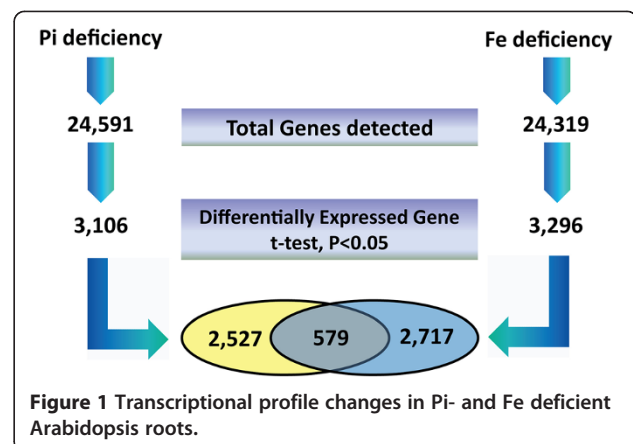 Pi deficiency
Fe deficiency
24,591
Total Genes detected
24,319
3,106
Differentially Expressed Gene
t-test, P<0.05
3,296
2,527
579
2,717
Figure 1 Transcriptional profile changes in Pi- and Fe deficient
Arabidopsis roots.